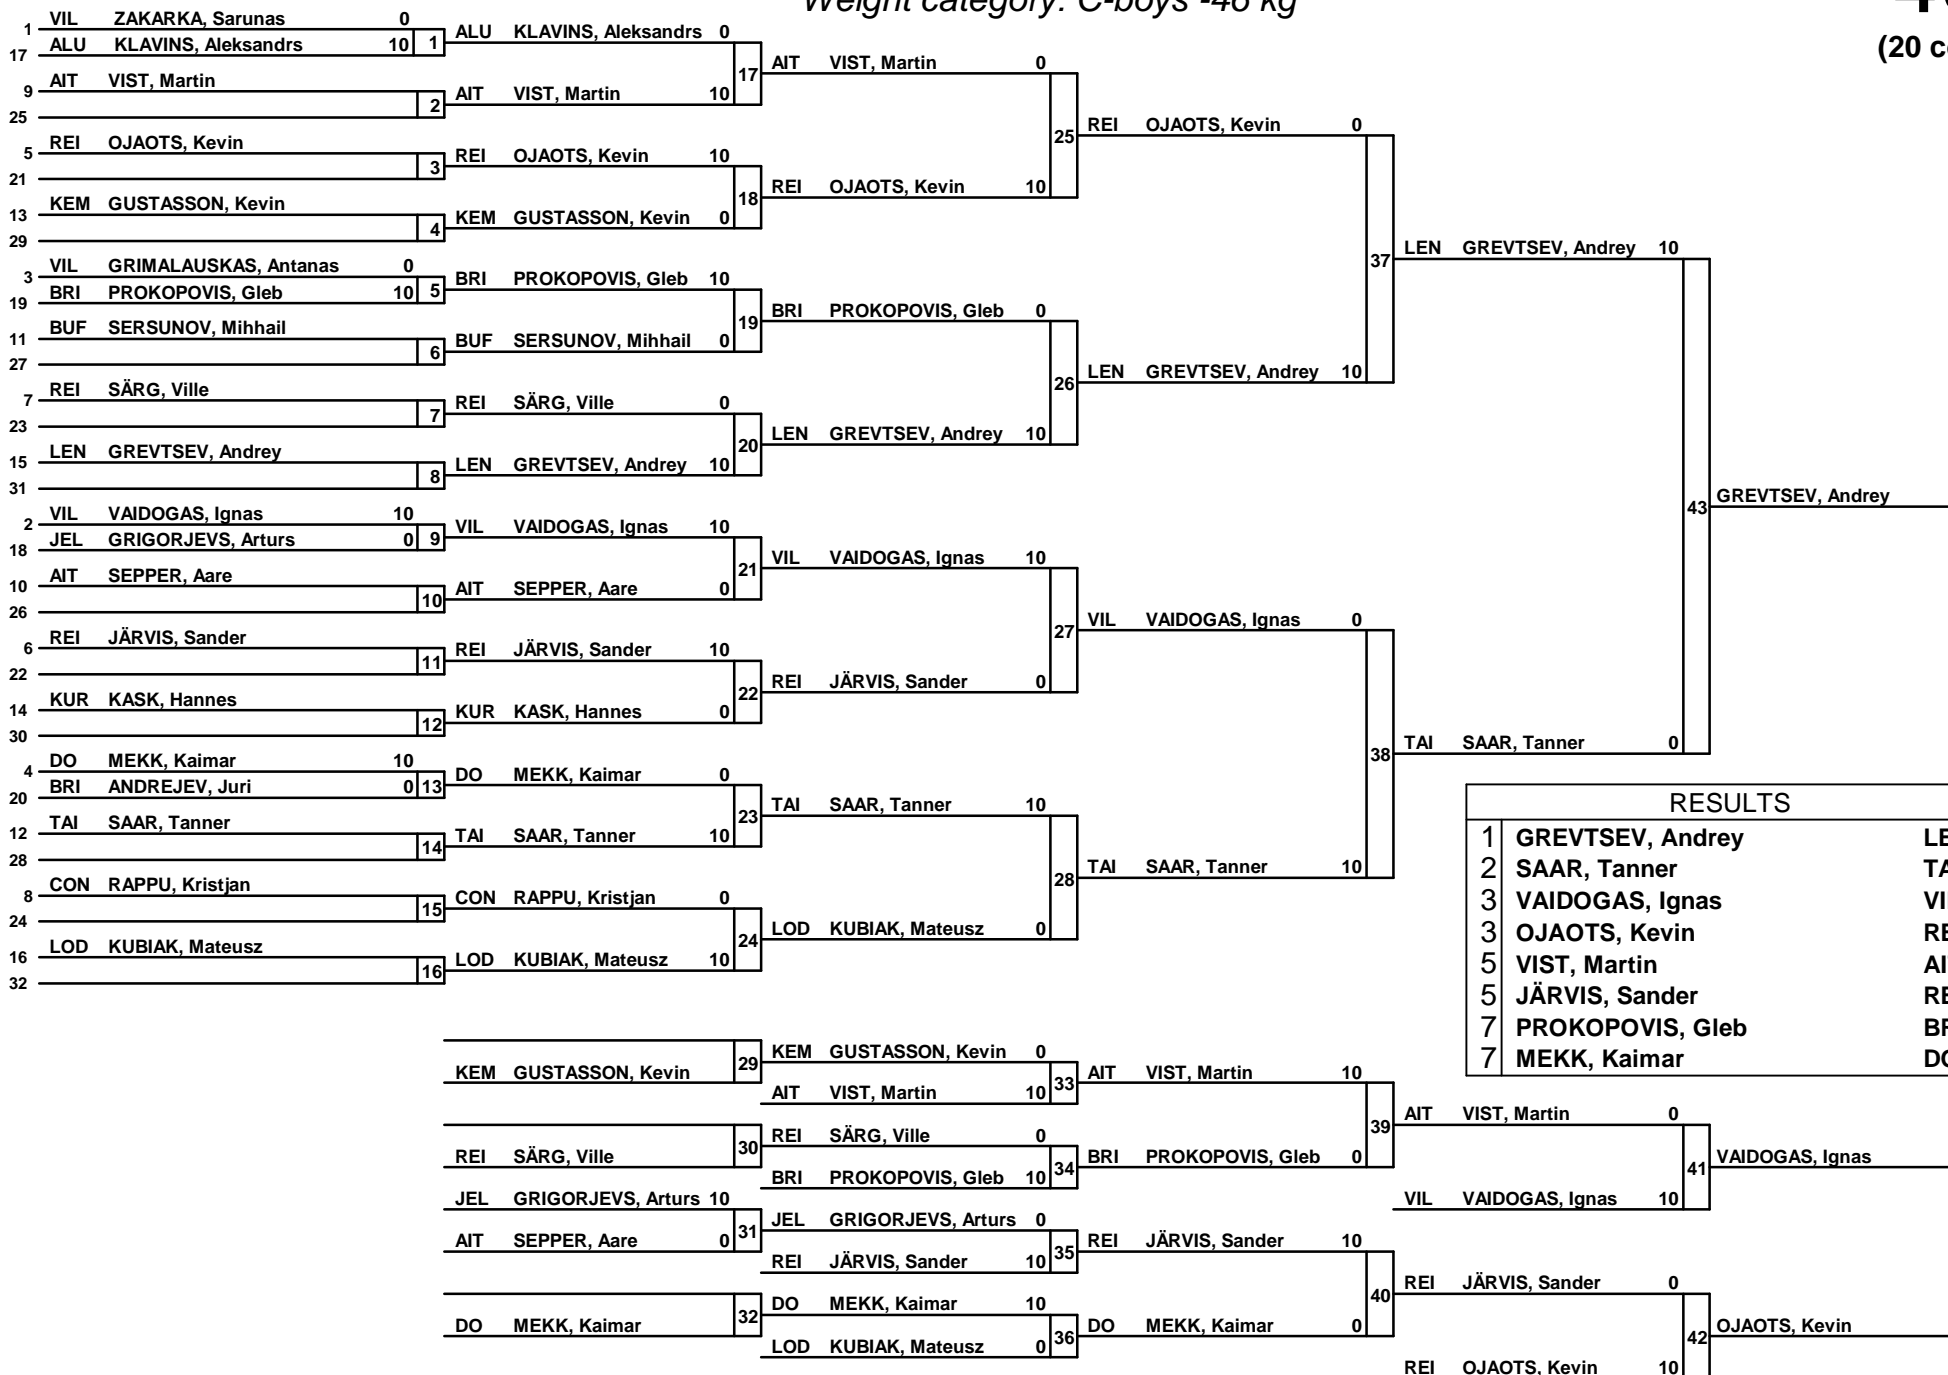 Weight category: C-boys -46 kg
(20 c
1 VIL ZAKARKA, Sarunas 0
17 ALU KLAVINS, Aleksandrs 10 1
ALU KLAVINS, Aleksandrs 0
9 AIT VIST, Martin
25 2
AIT VIST, Martin 10
17
AIT VIST, Martin 0
5 REI OJAOTS, Kevin
21 3
REI OJAOTS, Kevin 10
13 KEM GUSTASSON, Kevin
29 4
KEM GUSTASSON, Kevin 0
18
REI OJAOTS, Kevin 10
25
REI OJAOTS, Kevin 0
3 VIL GRIMALAUSKAS, Antanas 0
19 BRI PROKOPOVIS, Gleb 10 5
BRI PROKOPOVIS, Gleb 10
11 BUF SERSUNOV, Mihhail
27 6
BUF SERSUNOV, Mihhail 0
19
BRI PROKOPOVIS, Gleb 0
7 REI SÄRG, Ville
23 7
REI SÄRG, Ville 0
15 LEN GREVTSEV, Andrey
31 8
LEN GREVTSEV, Andrey 10
20
LEN GREVTSEV, Andrey 10
26
LEN GREVTSEV, Andrey 10
37
LEN GREVTSEV, Andrey 10
2 VIL VAIDOGAS, Ignas 10
18 JEL GRIGORJEVS, Arturs 0 9
VIL VAIDOGAS, Ignas 10
10 AIT SEPPER, Aare
26 10
AIT SEPPER, Aare 0
21
VIL VAIDOGAS, Ignas 10
6 REI JÄRVIS, Sander
22 11
REI JÄRVIS, Sander 10
14 KUR KASK, Hannes
30 12
KUR KASK, Hannes 0
22
REI JÄRVIS, Sander 0
27
VIL VAIDOGAS, Ignas 0
4 DO MEKK, Kaimar 10
20 BRI ANDREJEV, Juri 0 13
DO MEKK, Kaimar 0
12 TAI SAAR, Tanner
28 14
TAI SAAR, Tanner 10
23
TAI SAAR, Tanner 10
8 CON RAPPU, Kristjan
24 15
CON RAPPU, Kristjan 0
16 LOD KUBIAK, Mateusz
32 16
LOD KUBIAK, Mateusz 10
24
LOD KUBIAK, Mateusz 0
28
TAI SAAR, Tanner 10
38
TAI SAAR, Tanner 0
43
GREVTSEV, Andrey
RESULTS
1 GREVTSEV, Andrey LE
2 SAAR, Tanner TA
3 VAIDOGAS, Ignas VI
3 OJAOTS, Kevin RE
5 VIST, Martin AI
5 JÄRVIS, Sander RE
7 PROKOPOVIS, Gleb BR
7 MEKK, Kaimar DO
KEM GUSTASSON, Kevin
29
KEM GUSTASSON, Kevin 0
AIT VIST, Martin 10
33
AIT VIST, Martin 10
REI SÄRG, Ville
30
REI SÄRG, Ville 0
BRI PROKOPOVIS, Gleb 10
34
BRI PROKOPOVIS, Gleb 0
39
AIT VIST, Martin 0
VIL VAIDOGAS, Ignas 10
41
VAIDOGAS, Ignas
JEL GRIGORJEVS, Arturs 10
AIT SEPPER, Aare 0
31
JEL GRIGORJEVS, Arturs 0
REI JÄRVIS, Sander 10
35
REI JÄRVIS, Sander 10
DO MEKK, Kaimar
32
DO MEKK, Kaimar 10
LOD KUBIAK, Mateusz 0
36
DO MEKK, Kaimar 0
40
REI JÄRVIS, Sander 0
REI OJAOTS, Kevin 10
42
OJAOTS, Kevin